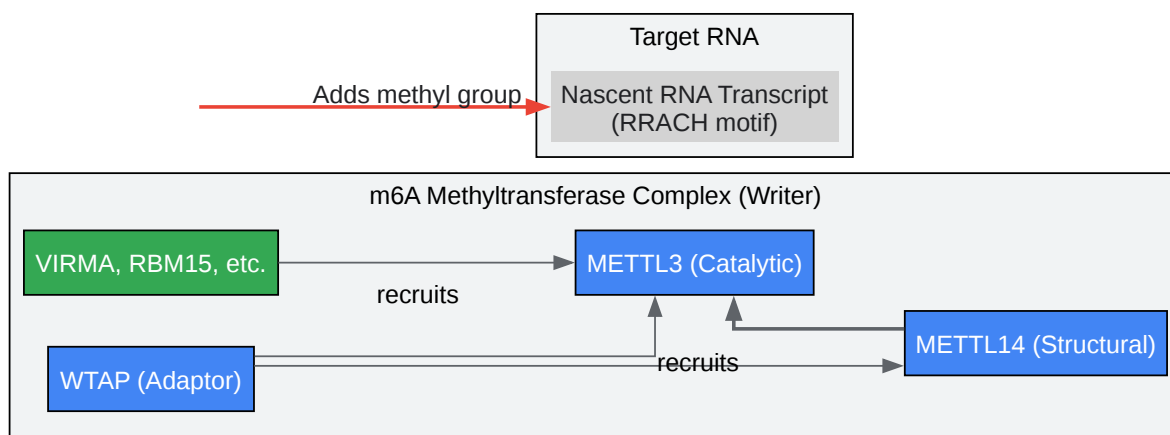 Target RNA
Adds methyl group
Nascent RNA Transcript
(RRACH motif)
m6A Methyltransferase Complex (Writer)
VIRMA, RBM15, etc.
METTL3 (Catalytic)
recruits
METTL14 (Structural)
recruits
WTAP (Adaptor)